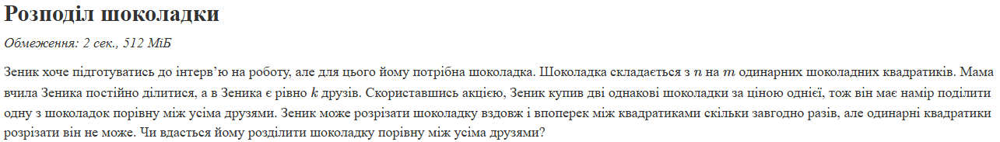 Розподіл шоколадки
Обмеження: 2 сек., 512 МіБ
Зеник хоче підготуватись до інтерв’ю на роботу, але для цього йому потрібна шоколадка. Шоколадка складається з n на m одинарних шоколадних квадратиків. Мама
вчила Зеника постійно ділитися, а в Зеника є рівно k друзів. Скориставшись акцією, Зеник купив дві однакові шоколадки за ціною однієї, тож він має намір поділити
одну з шоколадок порівну між усіма друзями. Зеник може розрізати шоколадку вздовж і впоперек між квадратиками скільки завгодно разів, але одинарні квадратики
розрізати він не може. Чи вдасться йому розділити шоколадку порівну між усіма друзями?